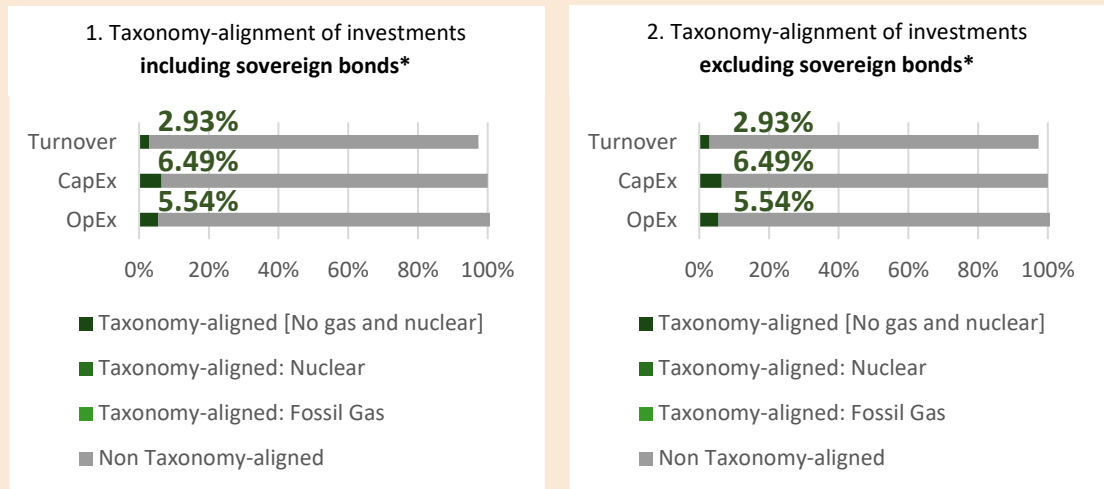 1. Taxonomy-alignment of investments
including sovereign bonds*
2.93%
Turnover
6.49%
CapEx
5.54%
OpEx
0% 20% 40% 60% 80% 100%
Taxonomy-aligned [No gas and nuclear]
Taxonomy-aligned: Nuclear
Taxonomy-aligned: Fossil Gas
Non Taxonomy-aligned
2. Taxonomy-alignment of investments
excluding sovereign bonds*
2.93%
Turnover
6.49%
CapEx
5.54%
OpEx
0% 20% 40% 60% 80% 100%
Taxonomy-aligned [No gas and nuclear]
Taxonomy-aligned: Nuclear
Taxonomy-aligned: Fossil Gas
Non Taxonomy-aligned